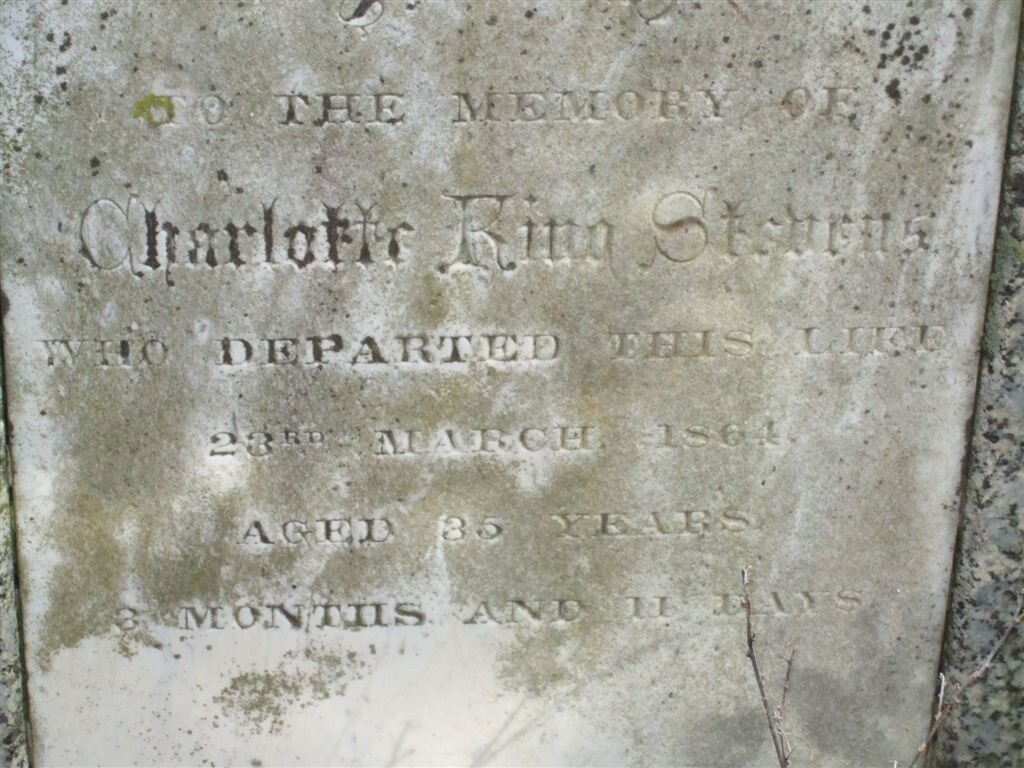 TO THE MEMORY OF
Charlotte King Stevens
WHO DEPARTED THIS LIFE
23RD MARCH 1864
AGED 35 YEARS
3 MONTHS AND 11 DAYS